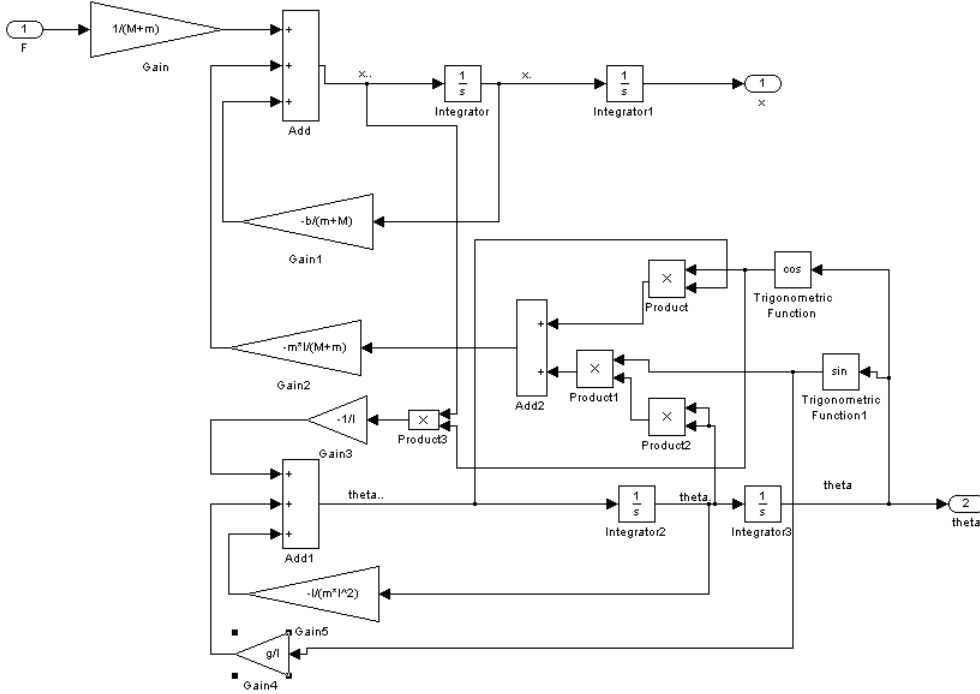 1
F
1/(M+m)
Gain
+
+
+
Add
x..
1
s
Integrator
x.
1
s
Integrator1
1
x
-b/(m+M)
Gain1
×
Product
cos
Trigonometric
Function
-m*l/(M+m)
Gain2
+
+
Add2
×
Product1
sin
Trigonometric
Function1
×
Product2
-1/l
Gain3
×
Product3
+
+
+
Add1
theta..
1
s
Integrator2
theta.
1
s
Integrator3
theta
2
theta
-l/(m*l^2)
Gain5
g/l
Gain4